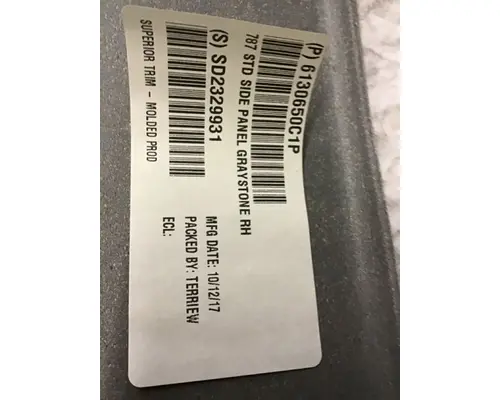 (P) 6130650C1P
787 STD SIDE PANEL GRAYSTONE RH
(S) SD2329931
MFG DATE: 10/12/17
PACKED BY: TERRIEW
ECL:
SUPERIOR TRIM - MOLDED PROD